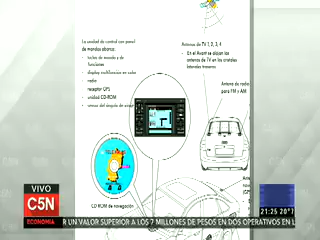 La unidad de control con panel
de mandos abarca:
- teclas de mando y de
funciones
- display multifunción en color
- radio
- receptor GPS
- unidad CD-ROM
Antenas de TV 1, 2, 3, 4
- En el Avant se alojan las
antenas de TV en los cristales
laterales traseros
Antena de radio
para FM y AM
CD ROM de navegación
VIVO
C5N
ECONOMÍA
21:25 20°
UR UN VALOR SUPERIOR A LOS 7 MILLONES DE PESOS EN DOS OPERATIVOS EN L